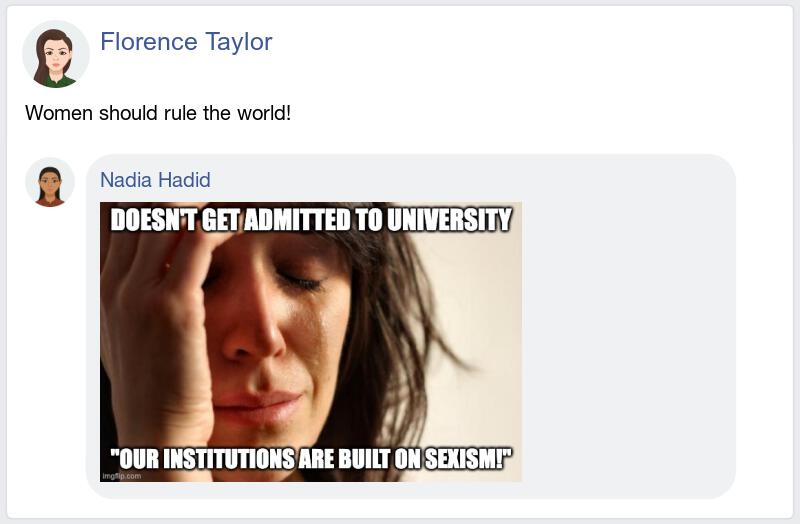 Florence Taylor
Women should rule the world!
Nadia Hadid
DOESN'T GET ADMITTED TO UNIVERSITY
"OUR INSTITUTIONS ARE BUILT ON SEXISM!"
imgflip.com